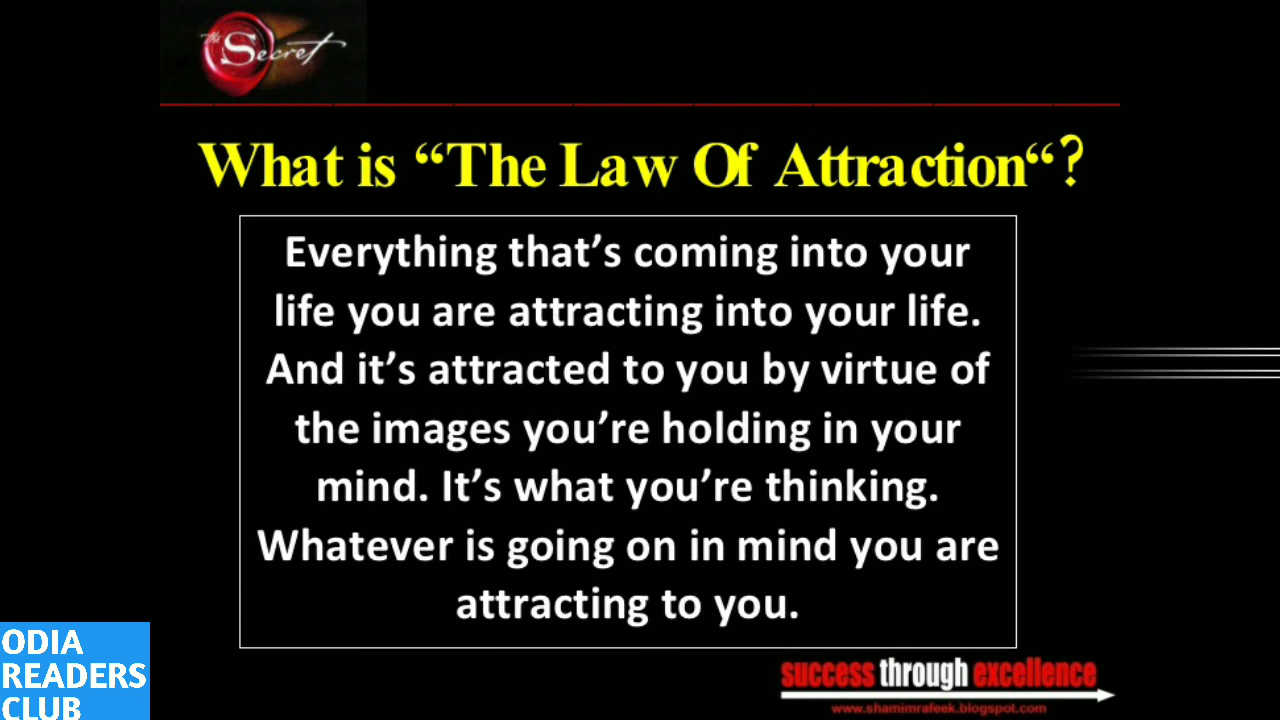 the Secret
What is “The Law Of Attraction“?
Everything that’s coming into your
life you are attracting into your life.
And it’s attracted to you by virtue of
the images you’re holding in your
mind. It’s what you’re thinking.
Whatever is going on in mind you are
attracting to you.
success through excellence
www.shamimrafeek.blogspot.com
ODIA
READERS
CLUB